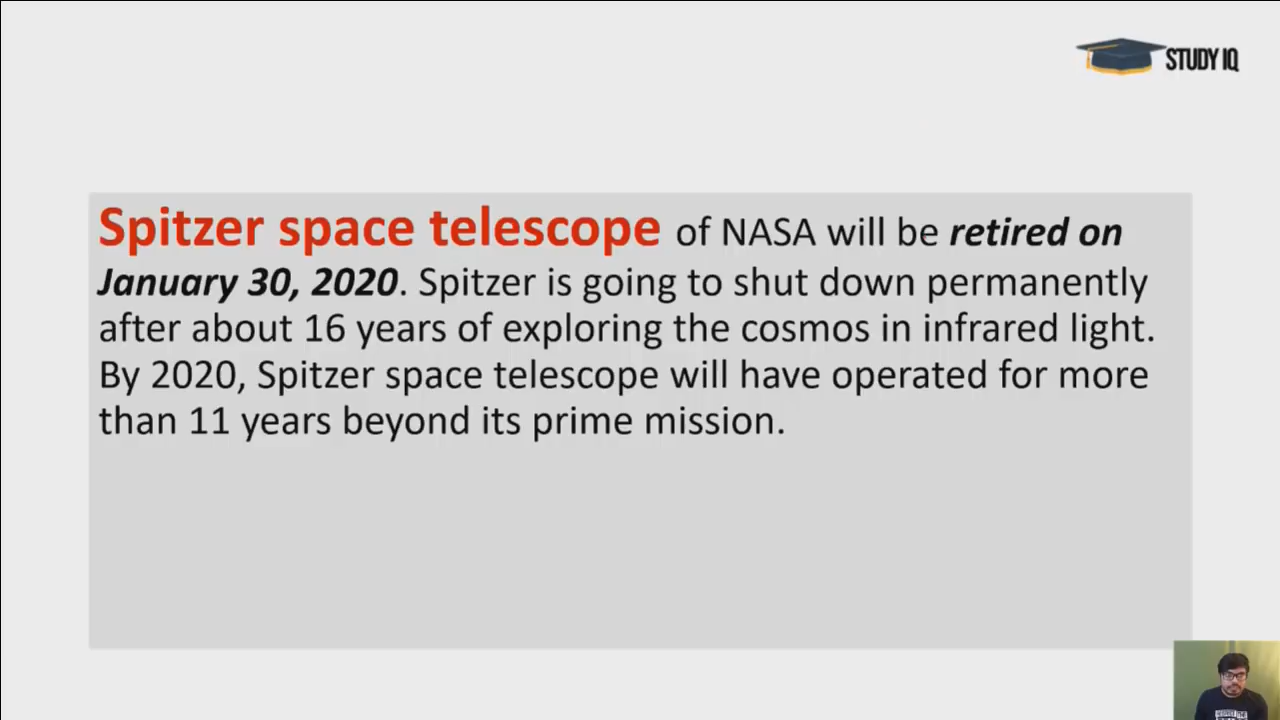 STUDY IQ
Spitzer space telescope of NASA will be retired on
January 30, 2020. Spitzer is going to shut down permanently
after about 16 years of exploring the cosmos in infrared light.
By 2020, Spitzer space telescope will have operated for more
than 11 years beyond its prime mission.